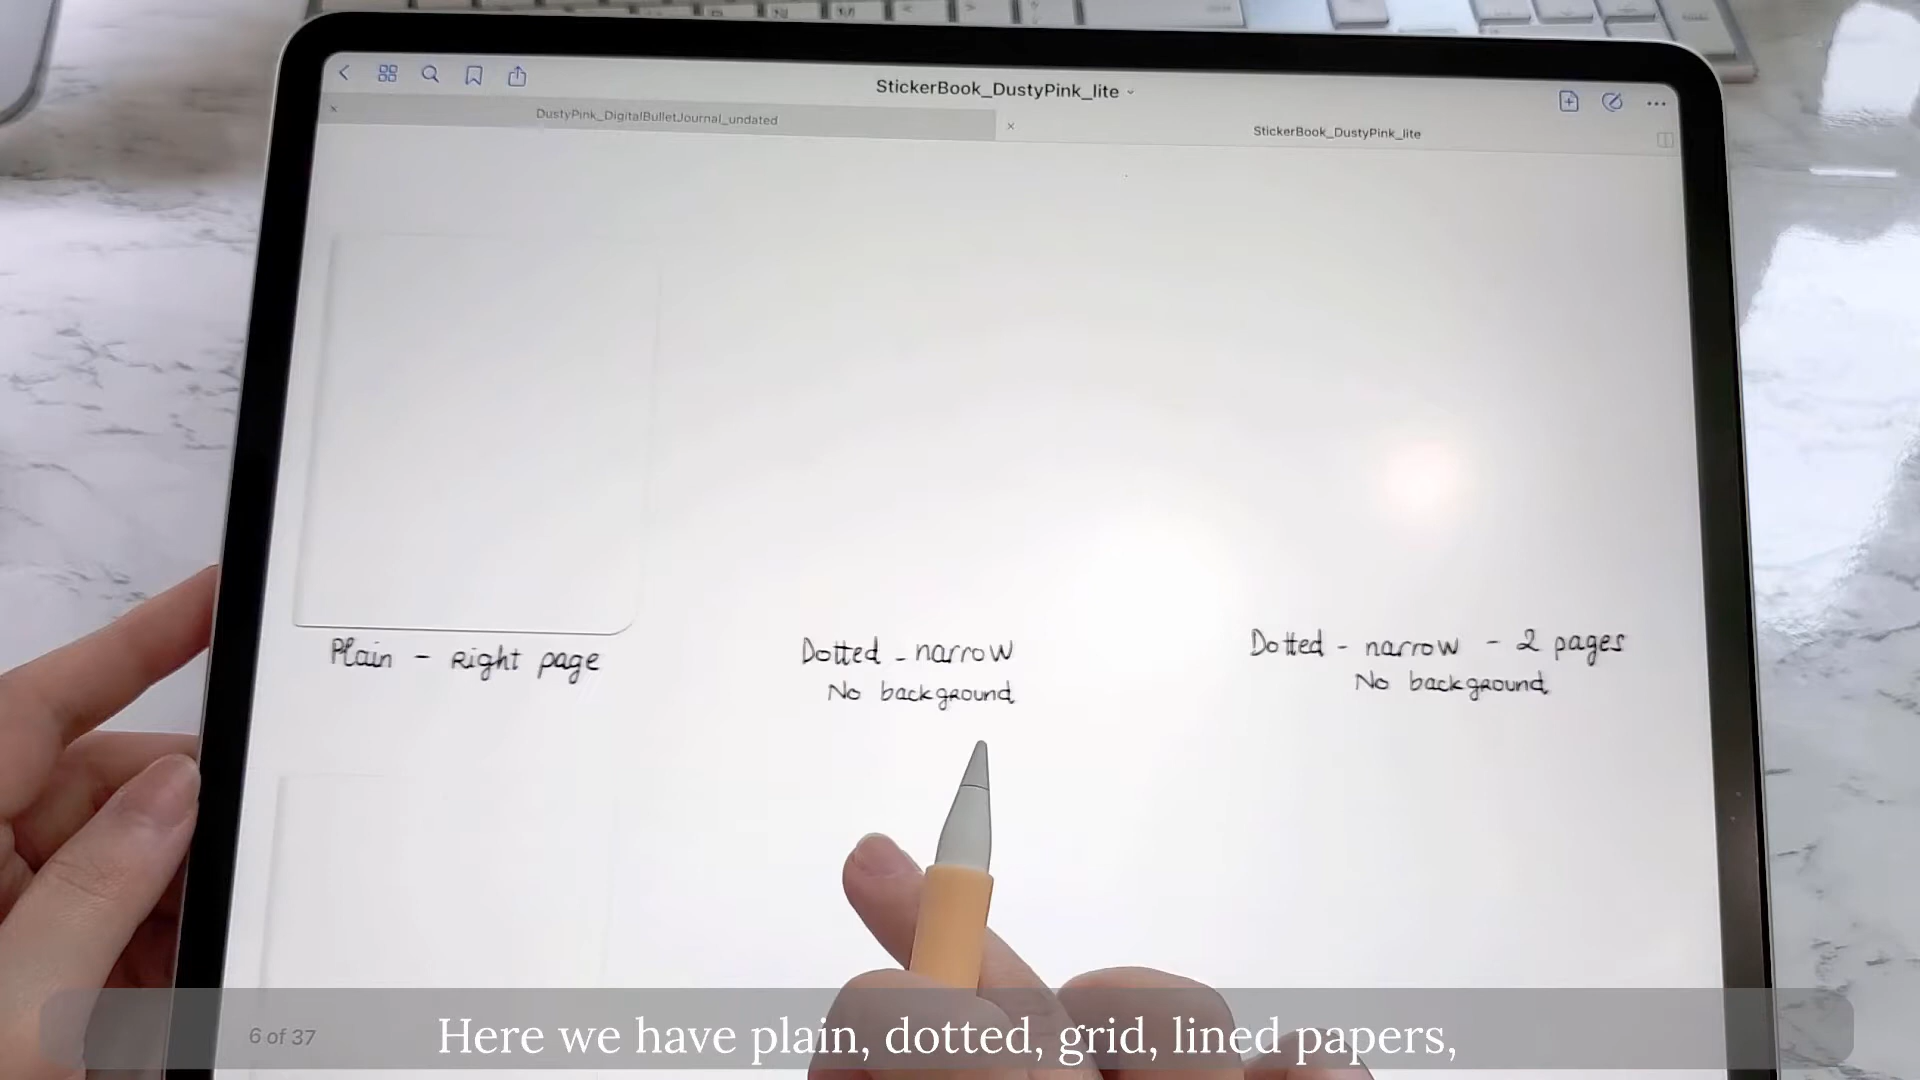 StickerBook_DustyPink_lite
DustyPink_DigitalBulletJournal_undated
StickerBook_DustyPink_lite
Plain - Right page
Dotted - narrow
No background
Dotted - narrow - 2 pages
No background
6 of 37
Here we have plain, dotted, grid, lined papers,